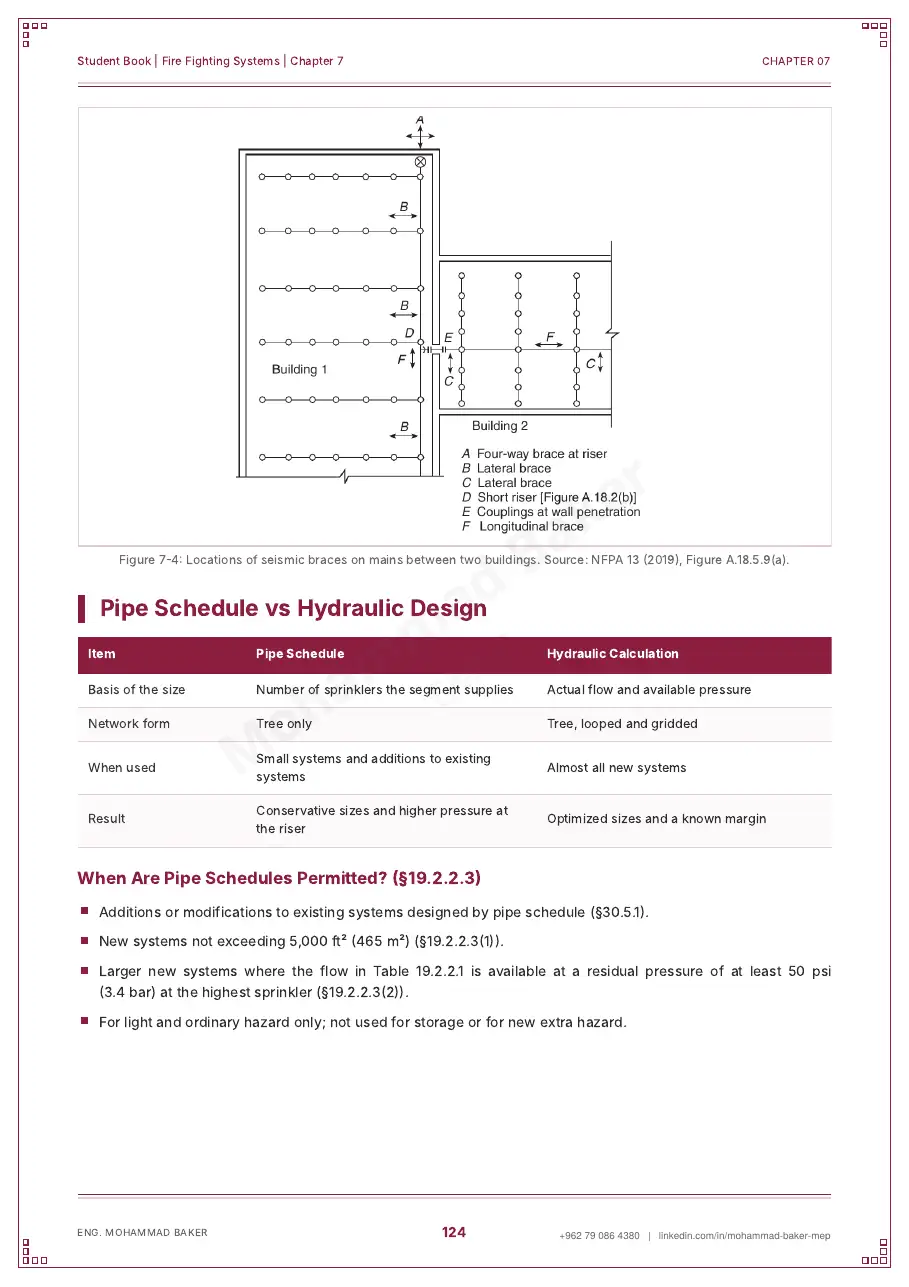 Student Book | Fire Fighting Systems | Chapter 7
CHAPTER 07
A
B
B
D
E
F
F
C
C
Building 1
B
Building 2
A Four-way brace at riser
B Lateral brace
C Lateral brace
D Short riser [Figure A.18.2(b)]
E Couplings at wall penetration
F Longitudinal brace
Figure 7-4: Locations of seismic braces on mains between two buildings. Source: NFPA 13 (2019), Figure A.18.5.9(a).
Pipe Schedule vs Hydraulic Design
Item Pipe Schedule Hydraulic Calculation
Basis of the size Number of sprinklers the segment supplies Actual flow and available pressure
Network form Tree only Tree, looped and gridded
When used Small systems and additions to existing systems Almost all new systems
Result Conservative sizes and higher pressure at the riser Optimized sizes and a known margin
When Are Pipe Schedules Permitted? (§19.2.2.3)
Additions or modifications to existing systems designed by pipe schedule (§30.5.1).
New systems not exceeding 5,000 ft² (465 m²) (§19.2.2.3(1)).
Larger new systems where the flow in Table 19.2.2.1 is available at a residual pressure of at least 50 psi
(3.4 bar) at the highest sprinkler (§19.2.2.3(2)).
For light and ordinary hazard only; not used for storage or for new extra hazard.
Mohammad Baker
ENG. MOHAMMAD BAKER
124
+962 79 086 4380 | linkedin.com/in/mohammad-baker-mep